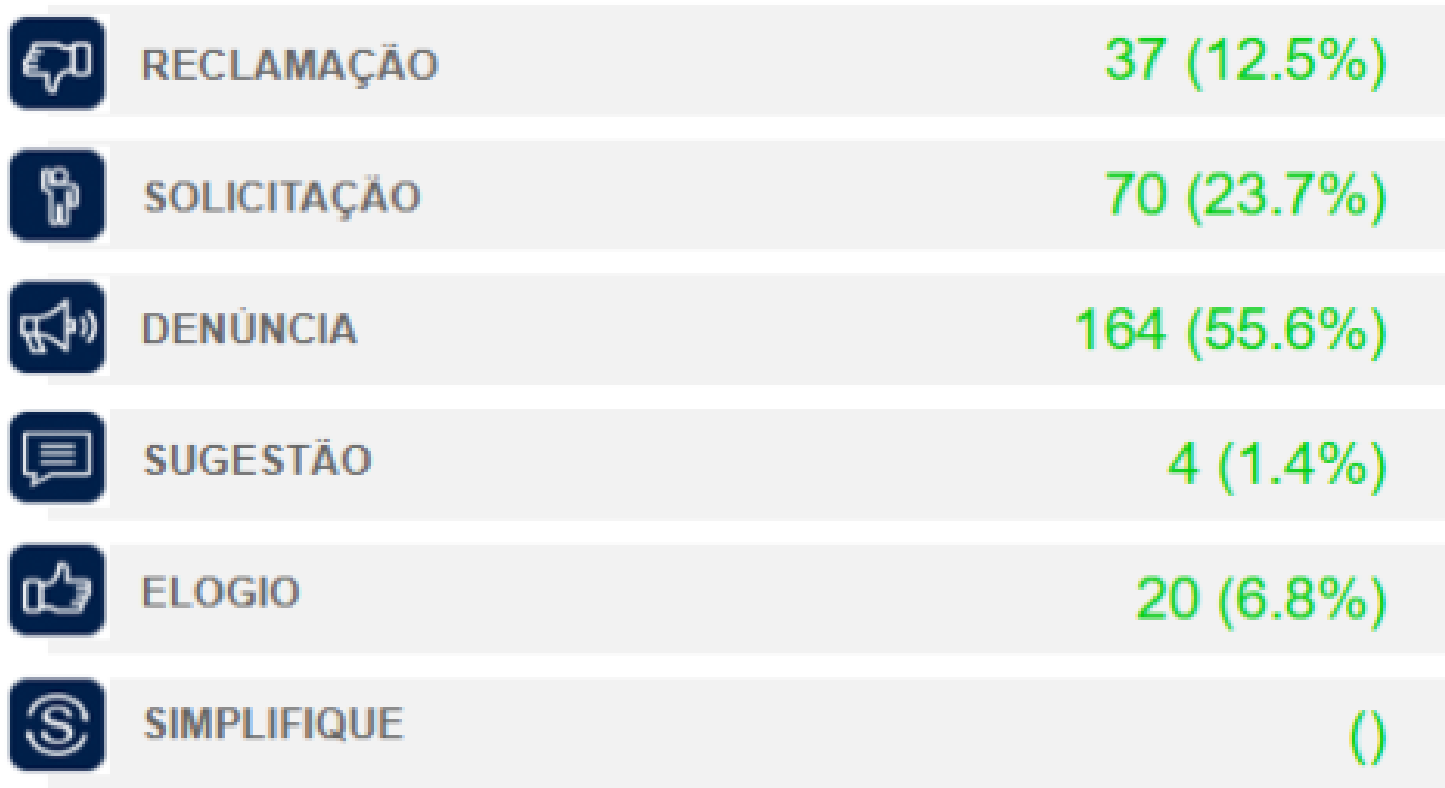 RECLAMAÇÃO 37 (12.5%)
SOLICITAÇÃO 70 (23.7%)
DENÚNCIA 164 (55.6%)
SUGESTÃO 4 (1.4%)
ELOGIO 20 (6.8%)
SIMPLIFIQUE ()